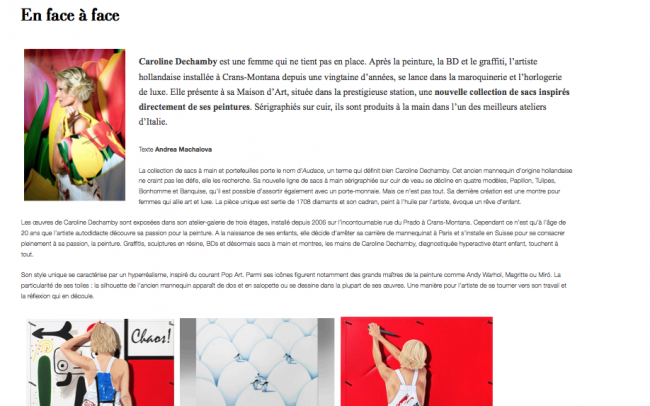 En face à face
Caroline Dechamby est une femme qui ne tient pas en place. Après la peinture, la BD et le graffiti, l'artiste
hollandaise installée à Crans-Montana depuis une vingtaine d'années, se lance dans la maroquinerie et l'horlogerie
de luxe. Elle présente à sa Maison d'Art, située dans la prestigieuse station, une nouvelle collection de sacs inspirés
directement de ses peintures. Sérigraphiés sur cuir, ils sont produits à la main dans l'un des meilleurs ateliers
d'Italie.
Texte Andrea Machalova
La collection de sacs à main et portefeuilles porte le nom d'Audace, un terme qui définit bien Caroline Dechamby. Cet ancien mannequin d'origine hollandaise
ne craint pas les défis, elle les recherche. Sa nouvelle ligne de sacs à main sérigraphiée sur cuir de veau se décline en quatre modèles, Papillon, Tulipes,
Bonhomme et Banquise, qu'il est possible d'assortir également avec un porte-monnaie. Mais ce n'est pas tout. Sa dernière création est une montre pour
femmes qui allie art et luxe. La pièce unique est sertie de 1708 diamants et son cadran, peint à l'huile par l'artiste, évoque un rêve d'enfant.
Les œuvres de Caroline Dechamby sont exposées dans son atelier-galerie de trois étages, installé depuis 2006 sur l'incontournable rue du Prado à Crans-Montana. Cependant ce n'est qu'à l'âge de
20 ans que l'artiste autodidacte découvre sa passion pour la peinture. A la naissance de ses enfants, elle décide d'arrêter sa carrière de mannequinat à Paris et s'installe en Suisse pour se consacrer
pleinement à sa passion, la peinture. Graffitis, sculptures en résine, BDs et désormais sacs à main et montres, les mains de Caroline Dechamby, diagnostiquée hyperactive étant enfant, touchent à
tout.
Son style unique se caractérise par un hyperréalisme, inspiré du courant Pop Art. Parmi ses icônes figurent notamment des grands maîtres de la peinture comme Andy Warhol, Magritte ou Miró. La
particularité de ses toiles : la silhouette de l'ancien mannequin apparaît de dos et en salopette ou se dessine dans la plupart de ses œuvres. Une manière pour l'artiste de se tourner vers son travail et
la réflexion qui en découle.
Chaos!